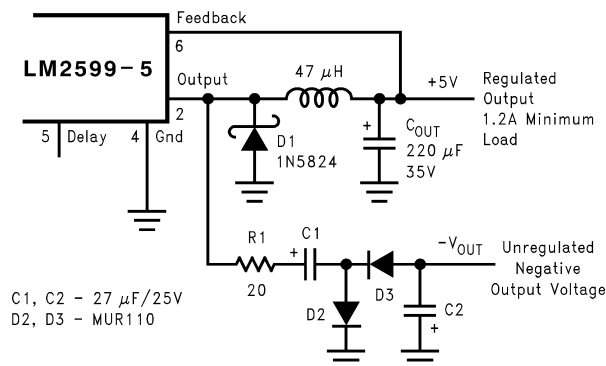 Feedback
6
LM2599-5
Output
2
5 Delay 4 Gnd
47 μH
+5V
Regulated
Output
1.2A Minimum
Load
D1
1N5824
+
COUT
220 μF
35V
R1
20
C1
+
-VOUT
Unregulated
Negative
Output Voltage
D2
D3
C2
+
C1, C2 - 27 μF/25V
D2, D3 - MUR110